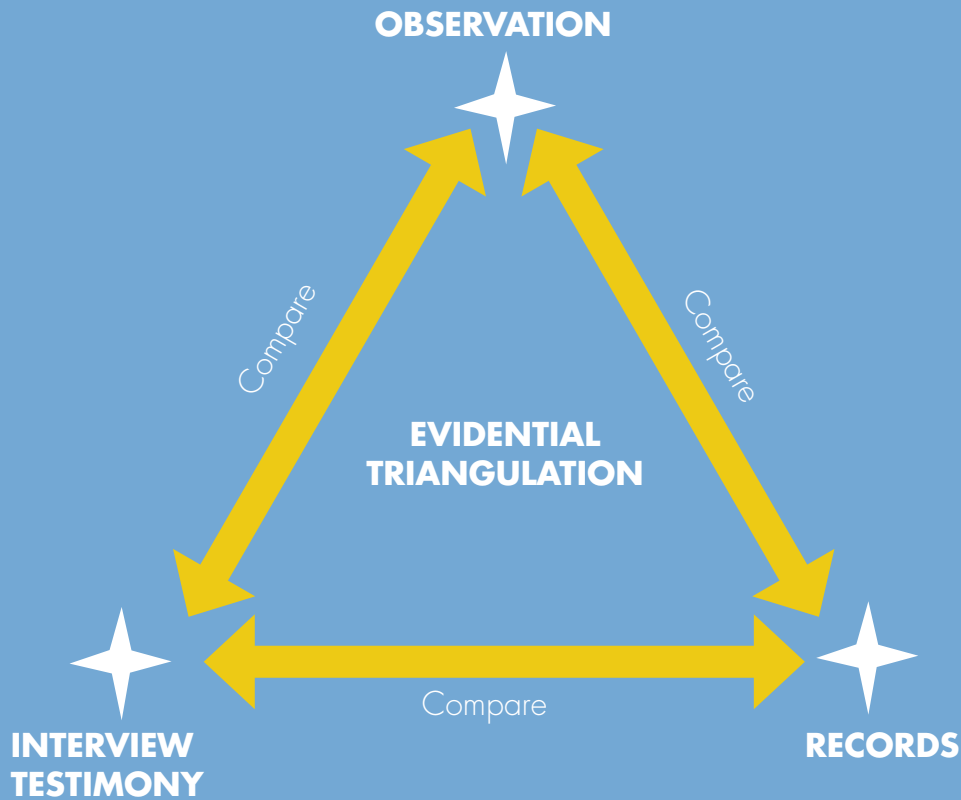 OBSERVATION
Compare
Compare
EVIDENTIAL
TRIANGULATION
Compare
INTERVIEW
TESTIMONY
RECORDS